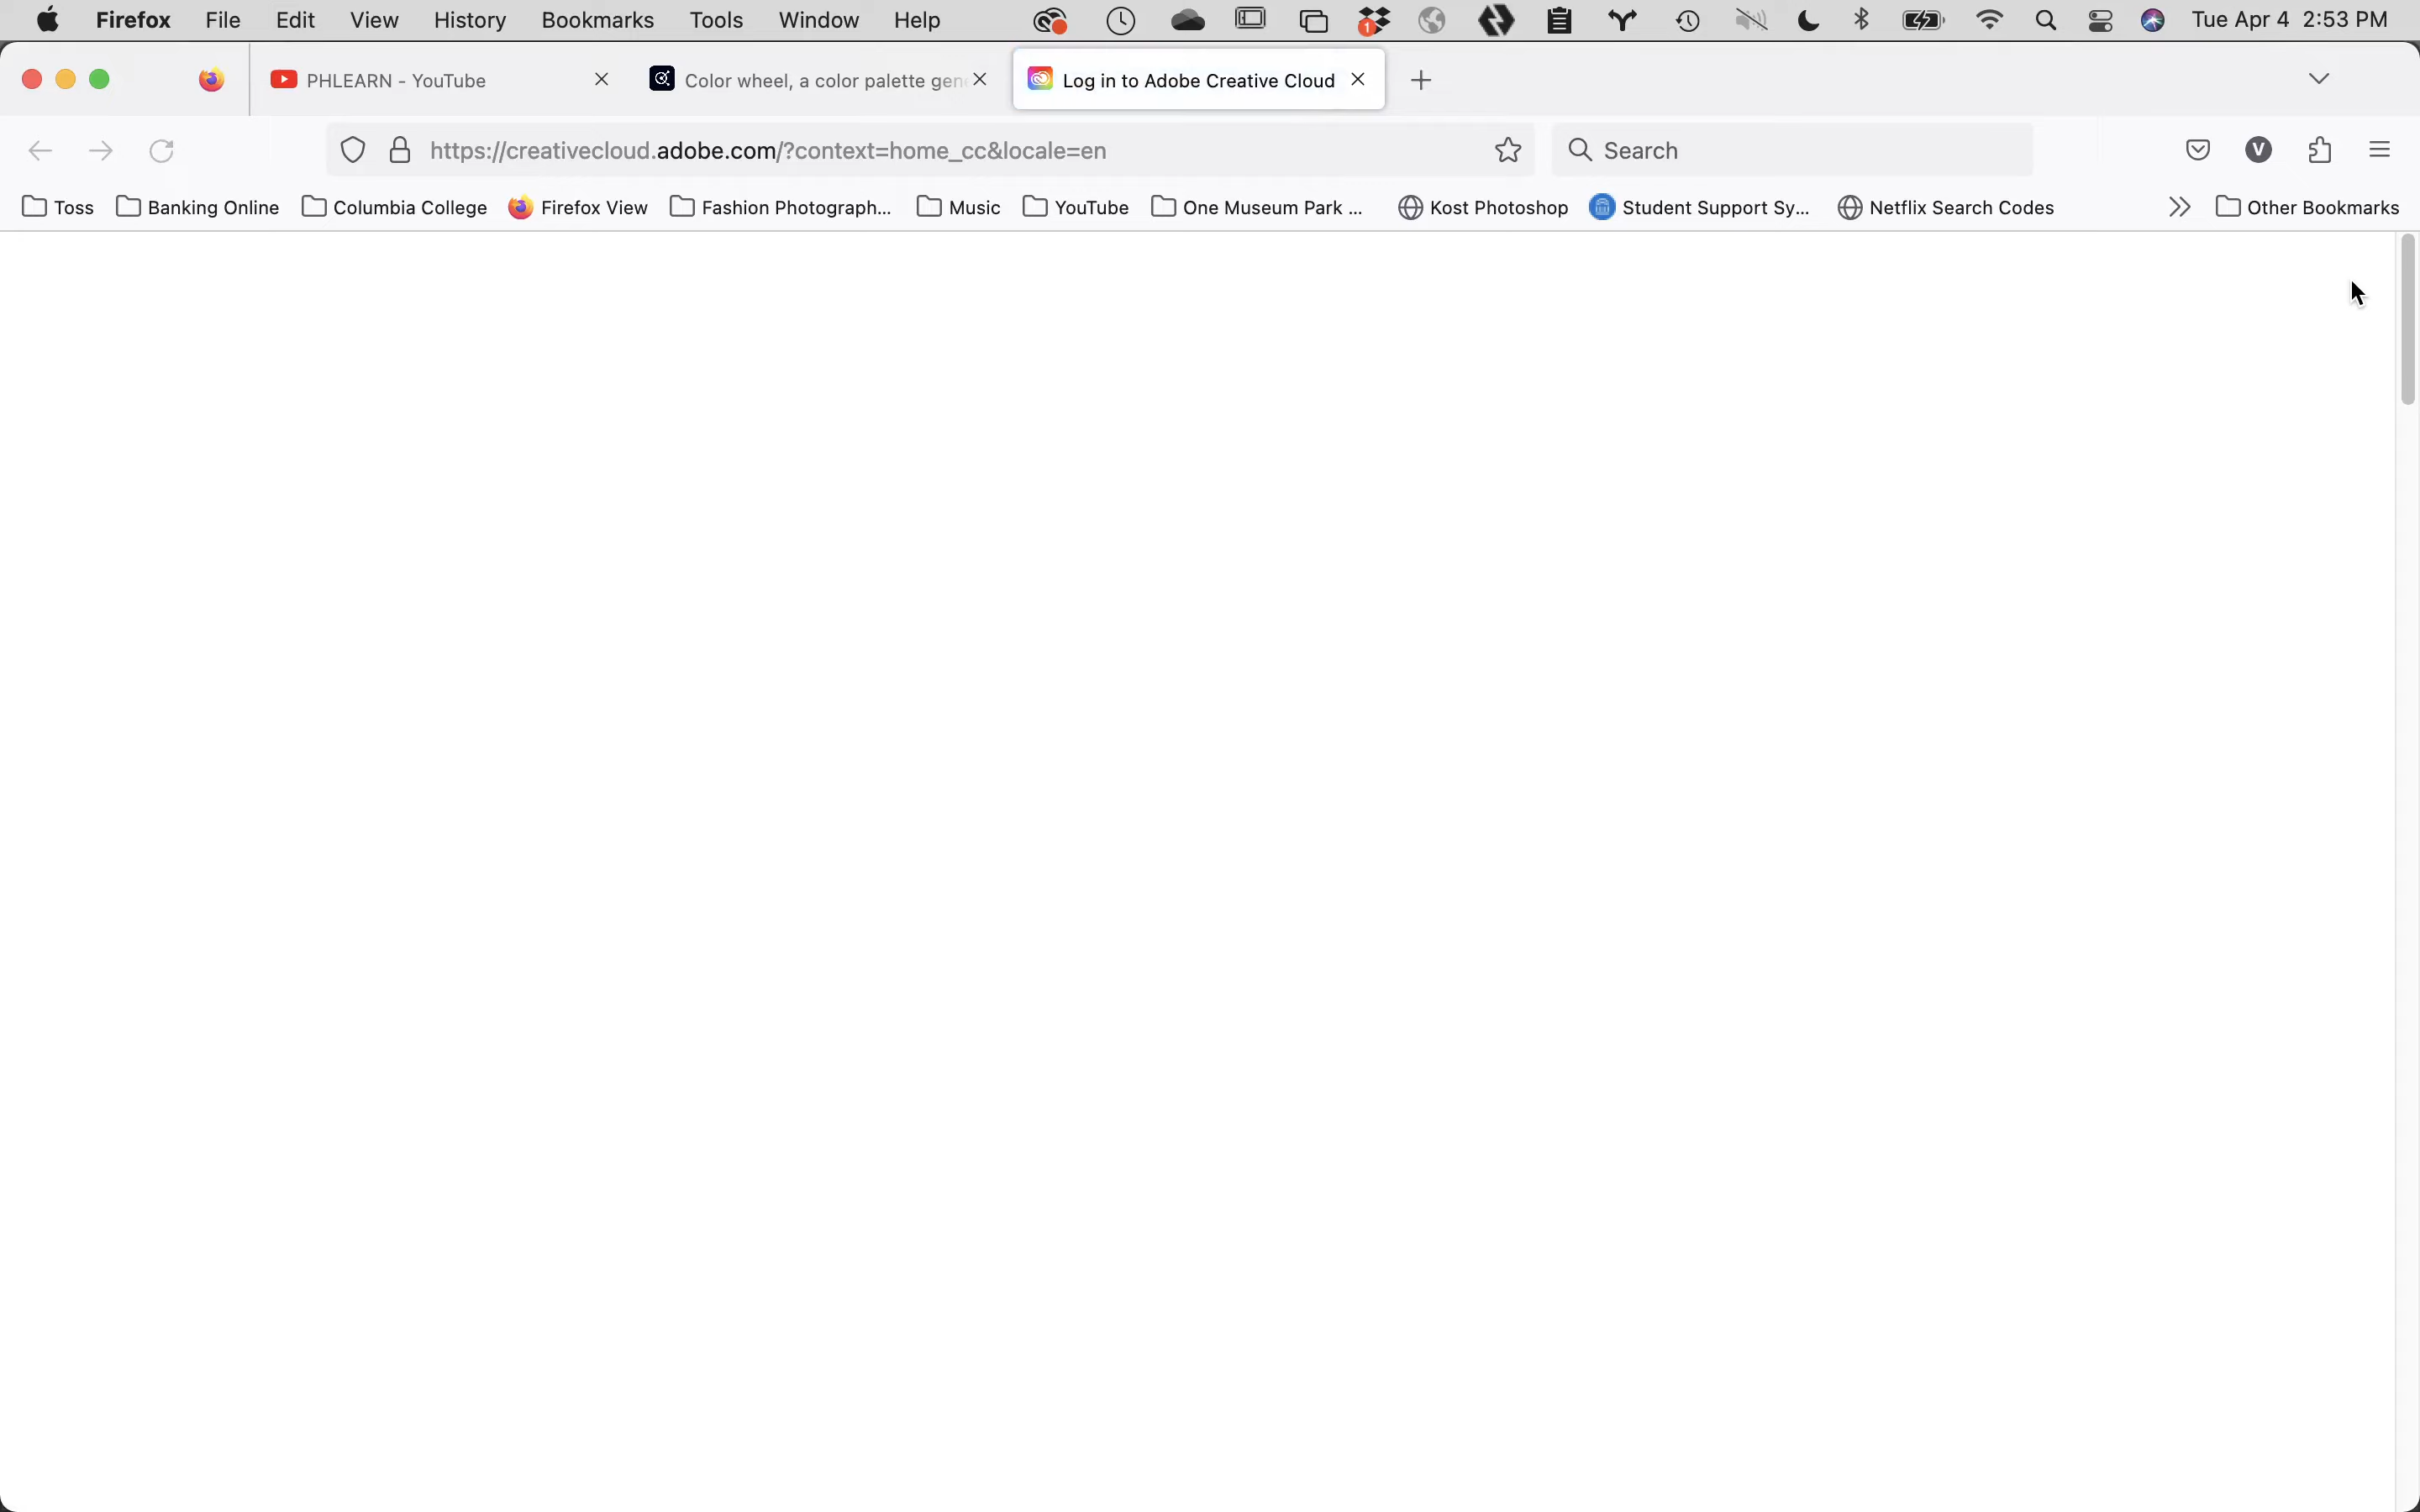 Firefox File Edit View History Bookmarks Tools Window Help 1 Tue Apr 4 2:53 PM
PHLEARN - YouTube Color wheel, a color palette gen Log in to Adobe Creative Cloud
https://creativecloud.adobe.com/?context=home_cc&locale=en Search V
Toss Banking Online Columbia College Firefox View Fashion Photograph... Music YouTube One Museum Park ... Kost Photoshop Student Support Sy... Netflix Search Codes Other Bookmarks